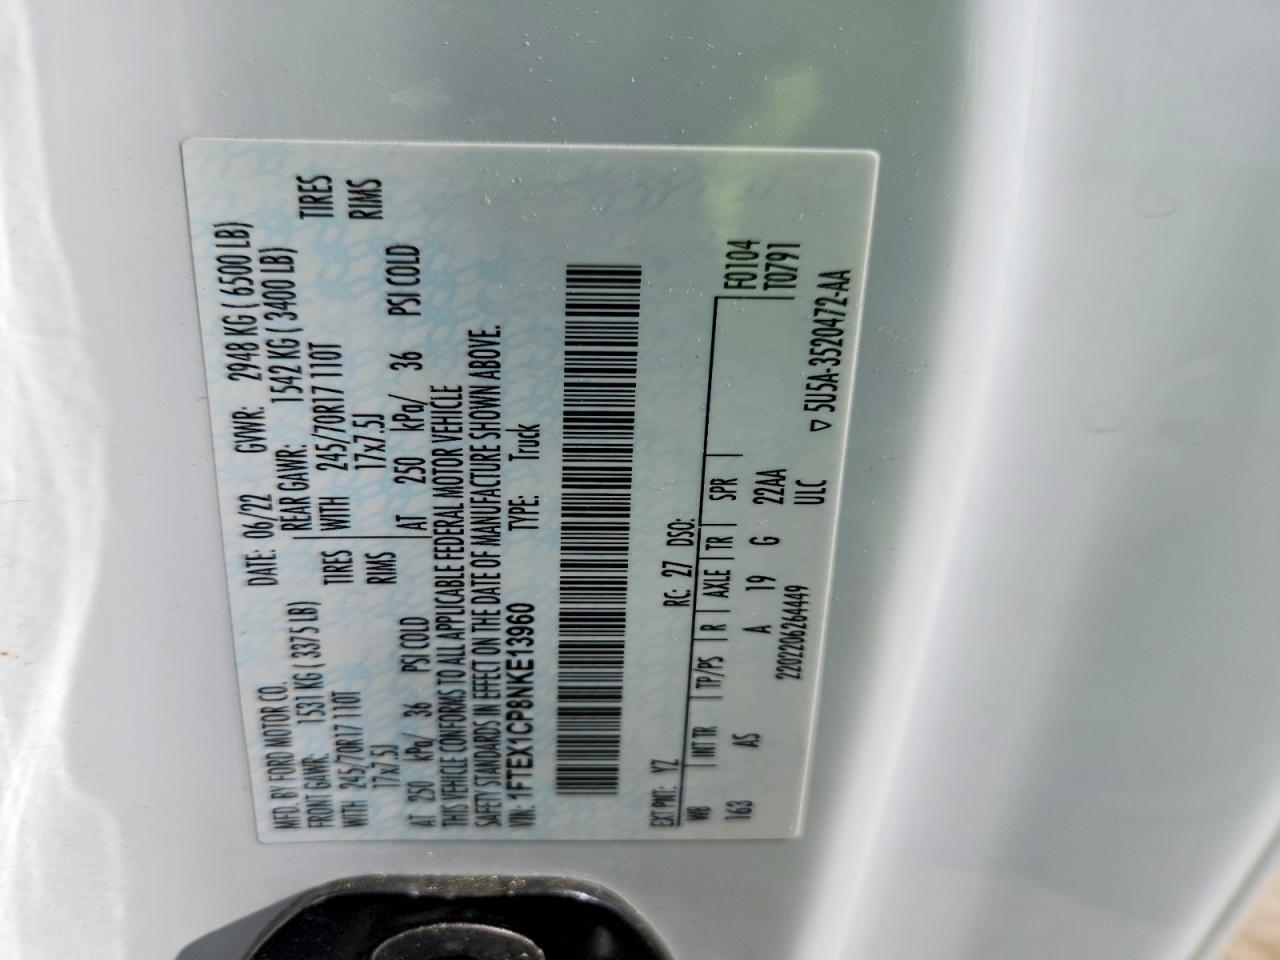 MFD. BY FORD MOTOR CO. DATE: 06/22 GVWR: 2948 KG ( 6500 LB)
FRONT GAWR: 1531 KG ( 3375 LB) REAR GAWR: 1542 KG ( 3400 LB)
WITH 245/70R17 110T TIRES WITH 245/70R17 110T TIRES
17x7.5J RIMS 17x7.5J RIMS
AT 250 kPa/ 36 PSI COLD AT 250 kPa/ 36 PSI COLD
THIS VEHICLE CONFORMS TO ALL APPLICABLE FEDERAL MOTOR VEHICLE
SAFETY STANDARDS IN EFFECT ON THE DATE OF MANUFACTURE SHOWN ABOVE.
VIN: 1FTEX1CP8NKE13960 TYPE: Truck
EXT PNT: YZ RC: 27 DSO:
WB INT TR TP/PS R AXLE TR SPR F0104
163 AS A 19 G 22AA T0791
2202206264449 ULC ▽ 5U5A-3520472-AA